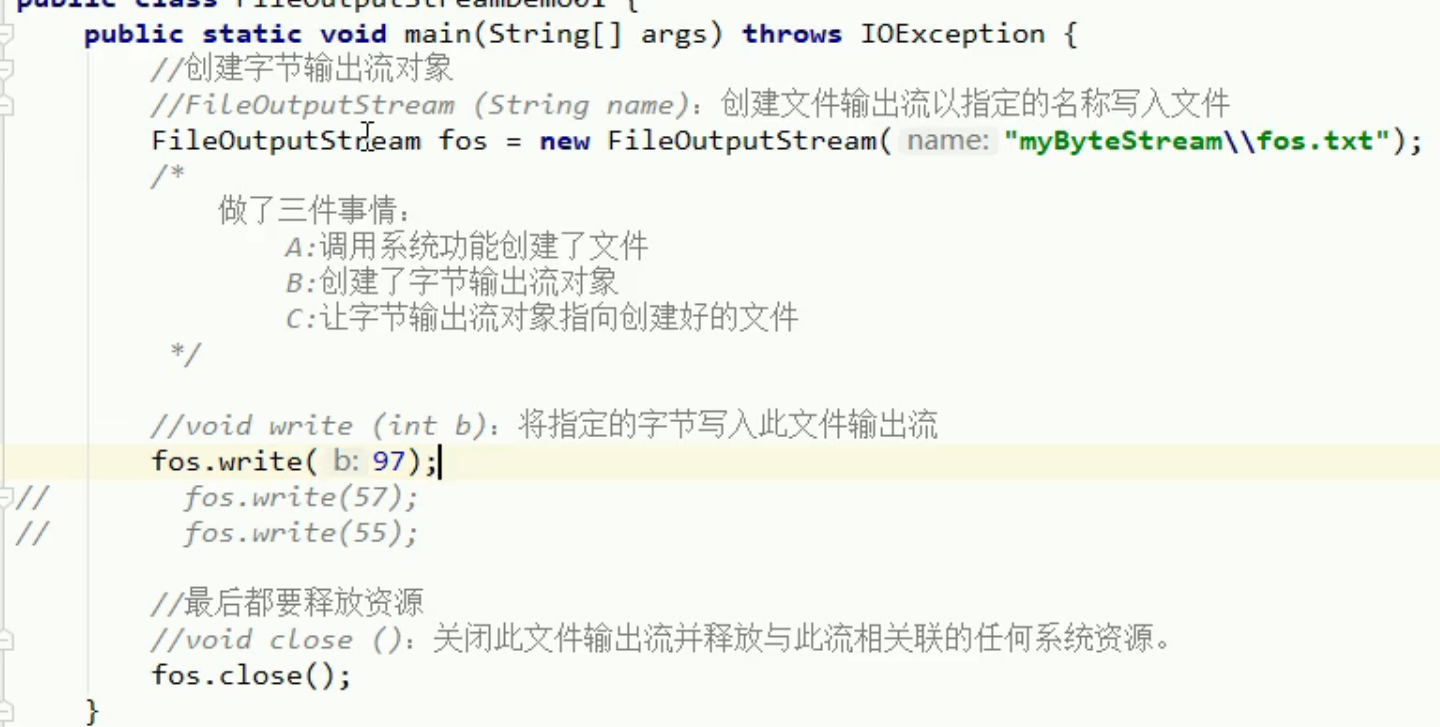 public class FileOutputStreamDemo01 {
public static void main(String[] args) throws IOException {
//创建字节输出流对象
//FileOutputStream (String name)：创建文件输出流以指定的名称写入文件
FileOutputStream fos = new FileOutputStream( name: "myByteStream\\fos.txt");
/*
做了三件事情：
A:调用系统功能创建了文件
B:创建了字节输出流对象
C:让字节输出流对象指向创建好的文件
*/
//void write (int b)：将指定的字节写入此文件输出流
fos.write( b: 97);
// fos.write(57);
// fos.write(55);
//最后都要释放资源
//void close ()：关闭此文件输出流并释放与此流相关联的任何系统资源。
fos.close();
}